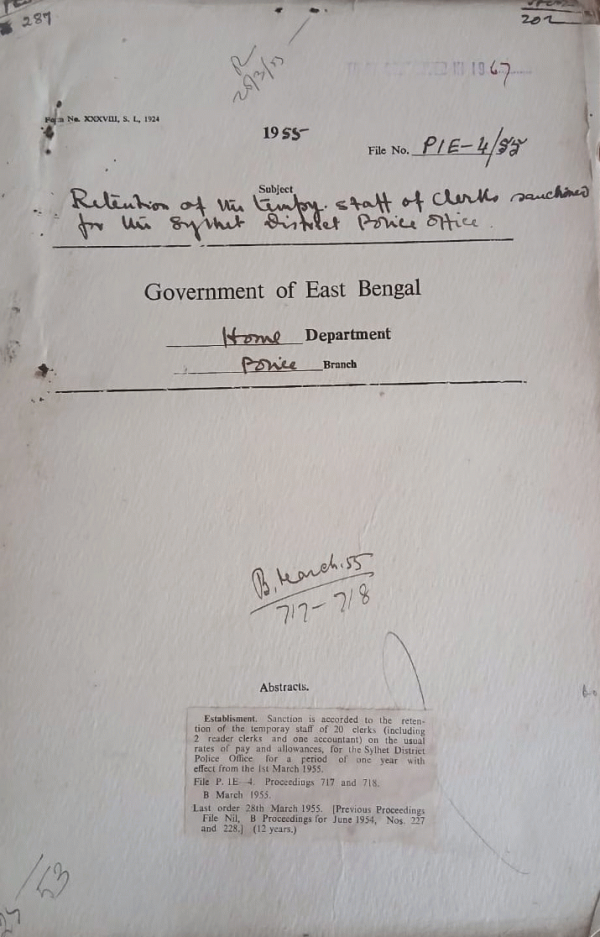 287
202
1967
Form No. XXXVIII, S. I., 1924
1955
File No. P1E-4/55
Subject
Retention of the tempy. staff of Clerks sanctioned
for the Sylhet District Police Office.
Government of East Bengal
Home Department
Police Branch
B, March. 55
717-718
Abstracts.
Establisment. Sanction is accorded to the reten-
tion of the temporay staff of 20 clerks (including
2 reader clerks and one accountant) on the usual
rates of pay and allowances, for the Sylhet District
Police Office for a period of one year with
effect from the 1st March 1955.
File P. 1E-4. Proceedings 717 and 718.
B March 1955.
Last order 28th March 1955. [Previous Proceedings
File Nil, B Proceedings for June 1954, Nos. 227
and 228.] (12 years.)